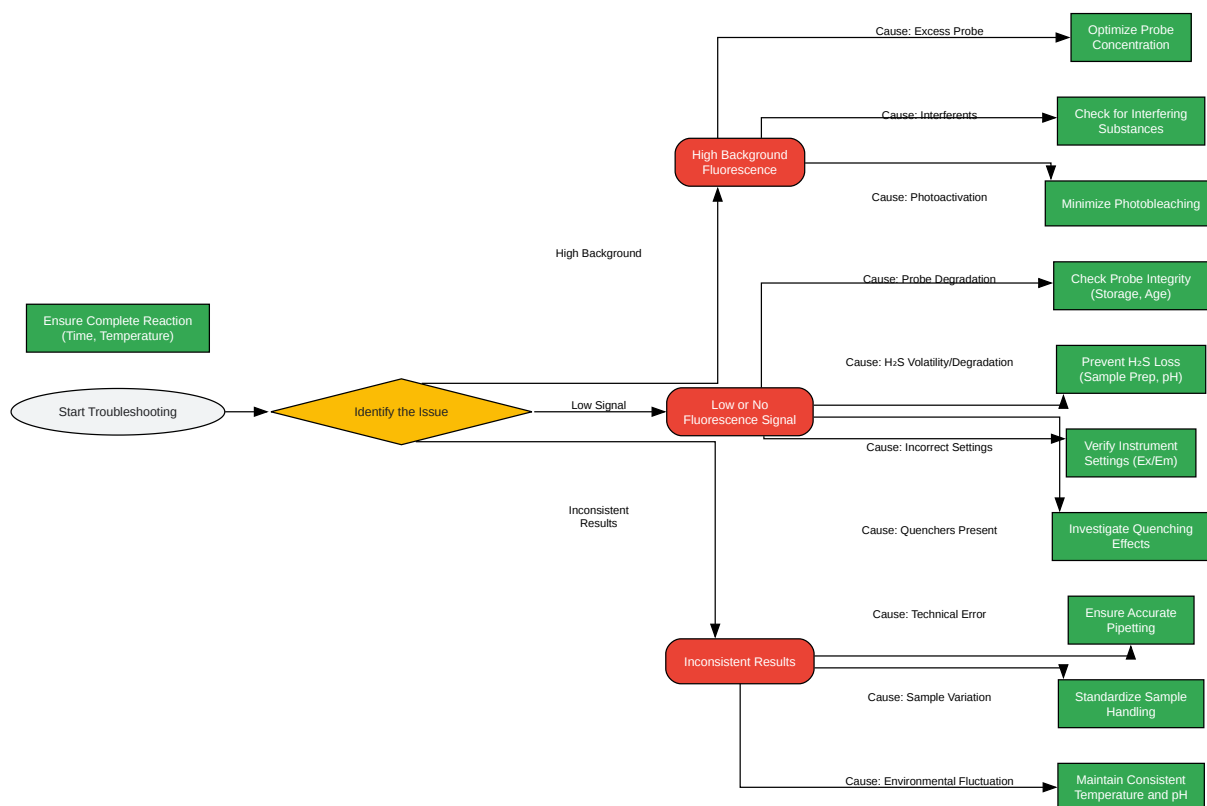 Cause: Excess Probe
Optimize Probe
Concentration
Cause: Interferents
Check for Interfering
Substances
High Background
Fluorescence
Cause: Photoactivation
Minimize Photobleaching
High Background
Cause: Probe Degradation
Check Probe Integrity
(Storage, Age)
Ensure Complete Reaction
(Time, Temperature)
Cause: H₂S Volatility/Degradation
Prevent H₂S Loss
(Sample Prep, pH)
Start Troubleshooting
Identify the Issue
Low Signal
Low or No
Fluorescence Signal
Cause: Incorrect Settings
Verify Instrument
Settings (Ex/Em)
Inconsistent
Results
Cause: Quenchers Present
Investigate Quenching
Effects
Cause: Technical Error
Ensure Accurate
Pipetting
Inconsistent Results
Cause: Sample Variation
Standardize Sample
Handling
Cause: Environmental Fluctuation
Maintain Consistent
Temperature and pH